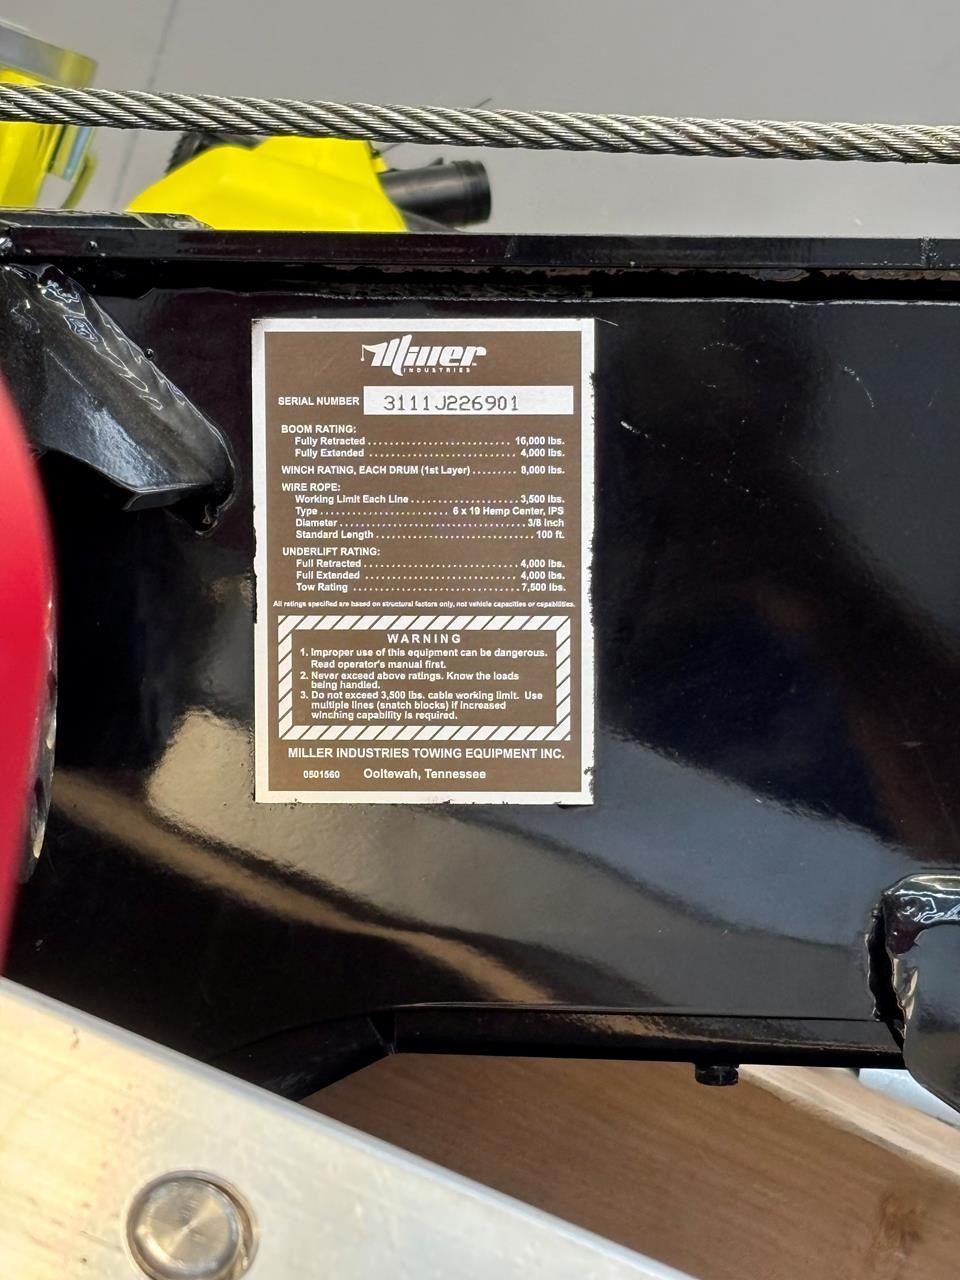 Miller
INDUSTRIES
SERIAL NUMBER 3111J226901
BOOM RATING:
Fully Retracted ........................... 16,000 lbs.
Fully Extended ............................ 4,000 lbs.
WINCH RATING, EACH DRUM (1st Layer) ......... 8,000 lbs.
WIRE ROPE:
Working Limit Each Line ..................... 3,500 lbs.
Type ........................ 6 x 19 Hemp Center, IPS
Diameter .................................... 3/8 inch
Standard Length ............................. 100 ft.
UNDERLIFT RATING:
Full Retracted .............................. 4,000 lbs.
Full Extended ............................... 4,000 lbs.
Tow Rating .................................. 7,500 lbs.
All ratings specified are based on structural factors only, not vehicle capacities or capabilities.
WARNING
1. Improper use of this equipment can be dangerous.
Read operator's manual first.
2. Never exceed above ratings. Know the loads
being handled.
3. Do not exceed 3,500 lbs. cable working limit. Use
multiple lines (snatch blocks) if increased
winching capability is required.
MILLER INDUSTRIES TOWING EQUIPMENT INC.
0501560 Ooltewah, Tennessee